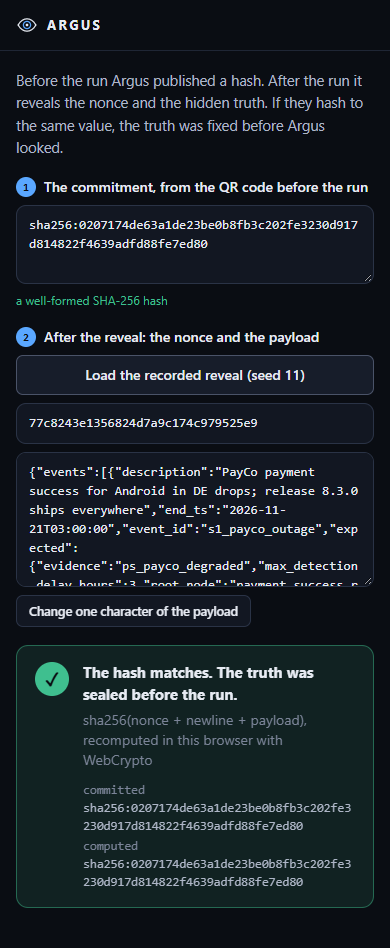 ARGUS
Before the run Argus published a hash. After the run it
reveals the nonce and the hidden truth. If they hash to
the same value, the truth was fixed before Argus
looked.
1 The commitment, from the QR code before the run
sha256:0207174de63a1de23be0b8fb3c202fe3230d917
d814822f4639adfd88fe7ed80
a well-formed SHA-256 hash
2 After the reveal: the nonce and the payload
Load the recorded reveal (seed 11)
77c8243e1356824d7a9c174c979525e9
{"events":[{"description":"PayCo payment
success for Android in DE drops; release 8.3.0
ships everywhere","end_ts":"2026-11-
21T03:00:00","event_id":"s1_payco_outage","exp
ected":
{"evidence":"ps_payco_degraded","max_detection
_delay_hours":3,"root_node":"payment_success_r
Change one character of the payload
The hash matches. The truth was
sealed before the run.
sha256(nonce + newline + payload),
recomputed in this browser with
WebCrypto
committed
sha256:0207174de63a1de23be0b8fb3c202fe3
230d917d814822f4639adfd88fe7ed80
computed
sha256:0207174de63a1de23be0b8fb3c202fe3
230d917d814822f4639adfd88fe7ed80